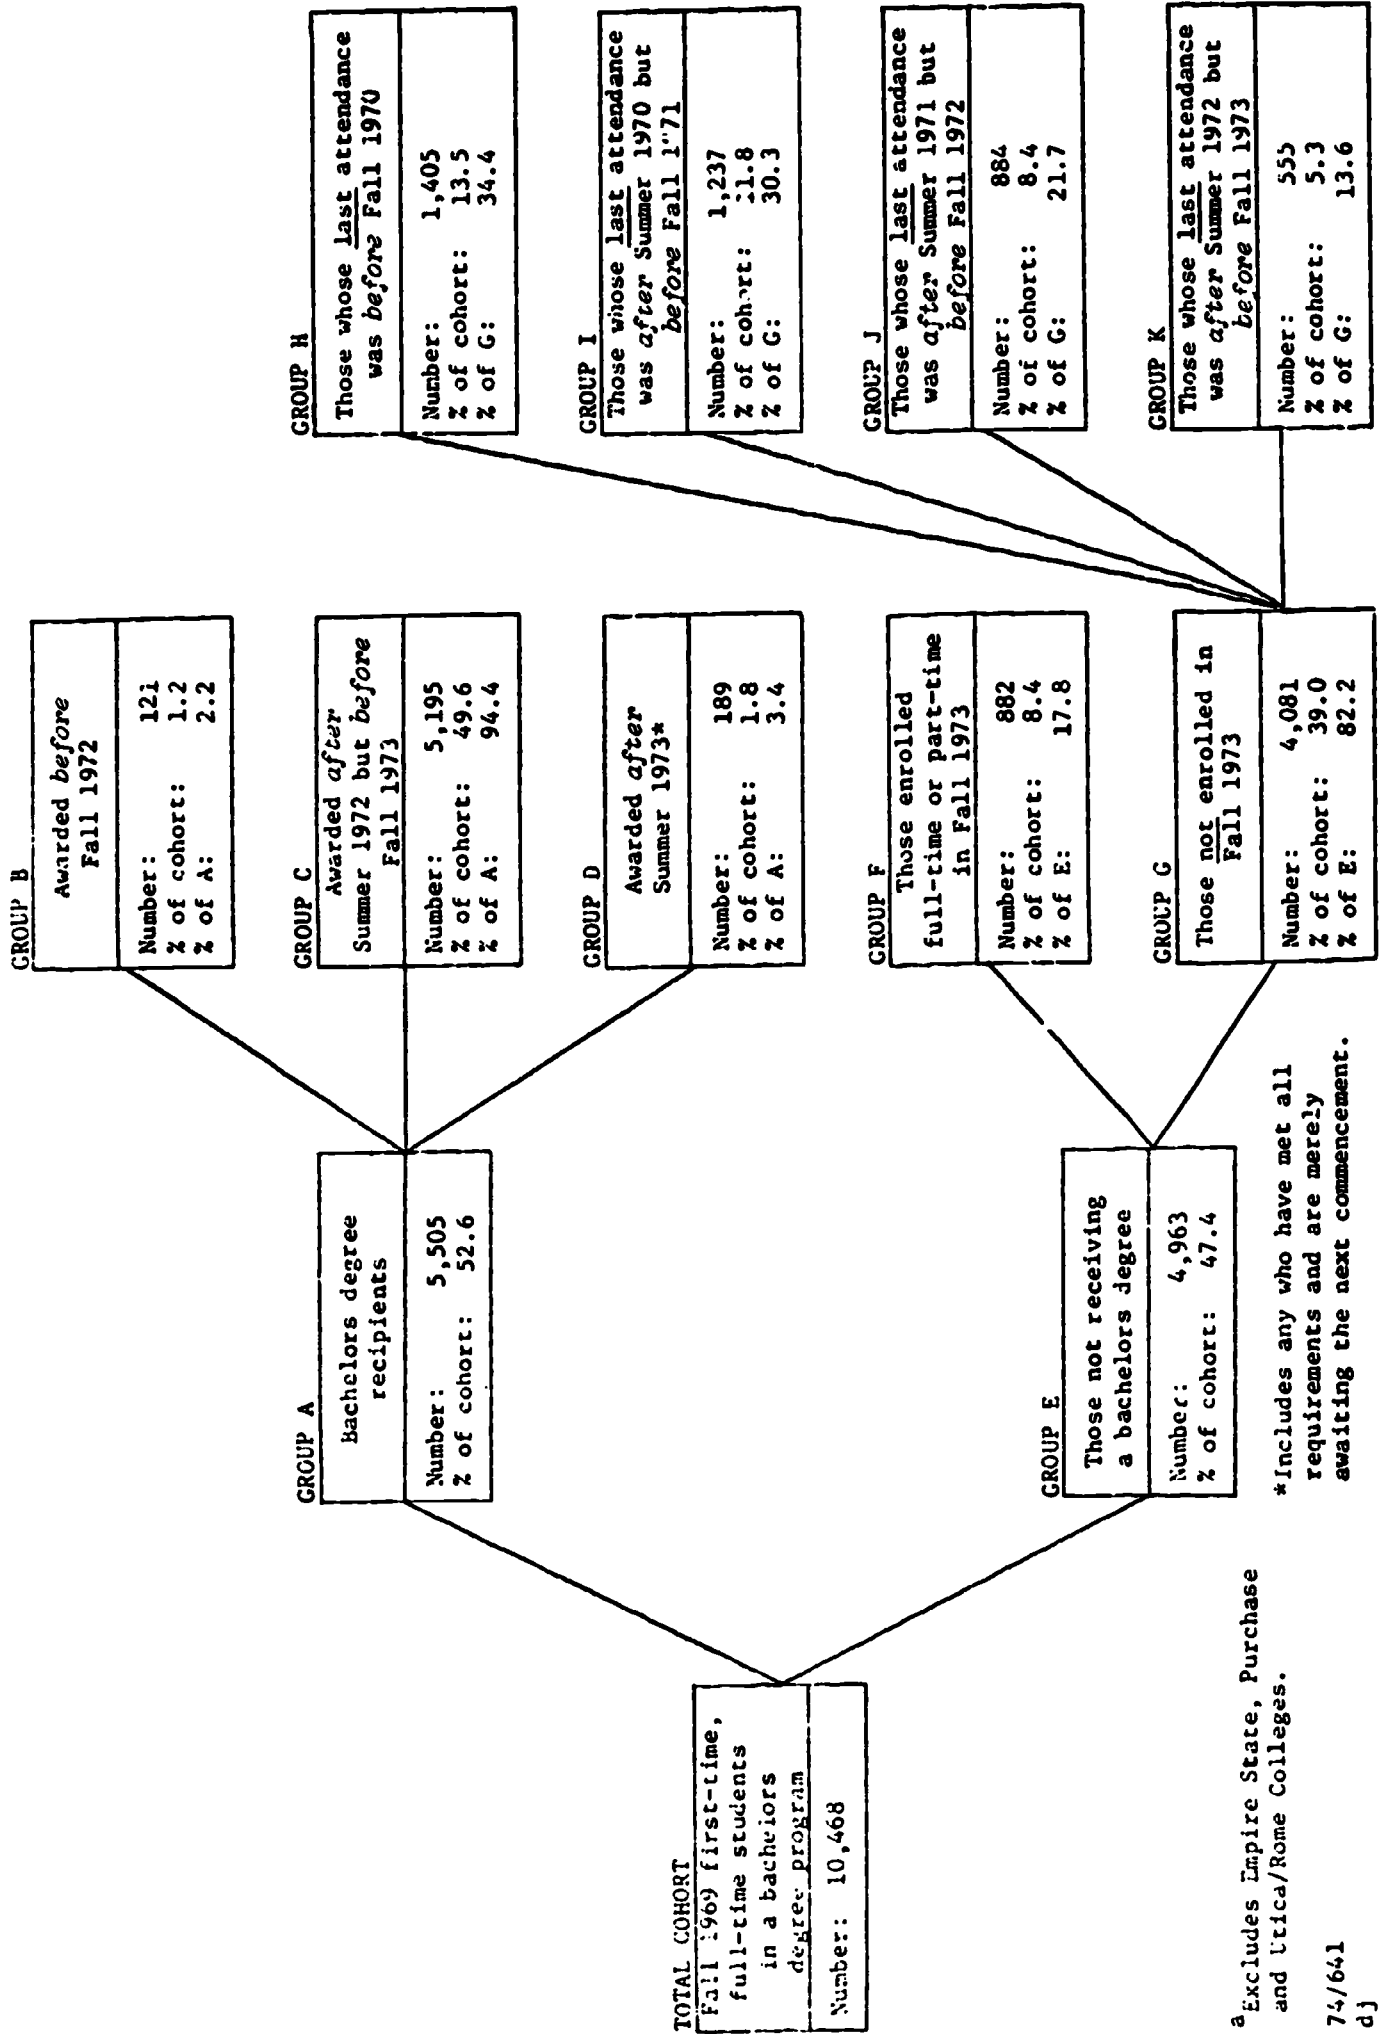 TOTAL COHORT
Fall 1969 first-time,
full-time students
in a bachelors
degree program
Number: 10,468
GROUP A
Bachelors degree
recipients
Number: 5,505
% of cohort: 52.6
GROUP B
Awarded before
Fall 1972
Number: 121
% of cohort: 1.2
% of A: 2.2
GROUP C
Awarded after
Summer 1972 but before
Fall 1973
Number: 5,195
% of cohort: 49.6
% of A: 94.4
GROUP D
Awarded after
Summer 1973*
Number: 189
% of cohort: 1.8
% of A: 3.4
GROUP E
Those not receiving
a bachelors degree
Number: 4,963
% of cohort: 47.4
GROUP F
Those enrolled
full-time or part-time
in Fall 1973
Number: 882
% of cohort: 8.4
% of E: 17.8
GROUP G
Those not enrolled in
Fall 1973
Number: 4,081
% of cohort: 39.0
% of E: 82.2
GROUP H
Those whose last attendance
was before Fall 1970
Number: 1,405
% of cohort: 13.5
% of G: 34.4
GROUP I
Those whose last attendance
was after Summer 1970 but
before Fall 1"71
Number: 1,237
% of cohort: 11.8
% of G: 30.3
GROUP J
Those whose last attendance
was after Summer 1971 but
before Fall 1972
Number: 884
% of cohort: 8.4
% of G: 21.7
GROUP K
Those whose last attendance
was after Summer 1972 but
before Fall 1973
Number: 555
% of cohort: 5.3
% of G: 13.6
*Includes any who have met all
requirements and are merely
awaiting the next commencement.
a Excludes Empire State, Purchase
and Utica/Rome Colleges.
74/641
dj